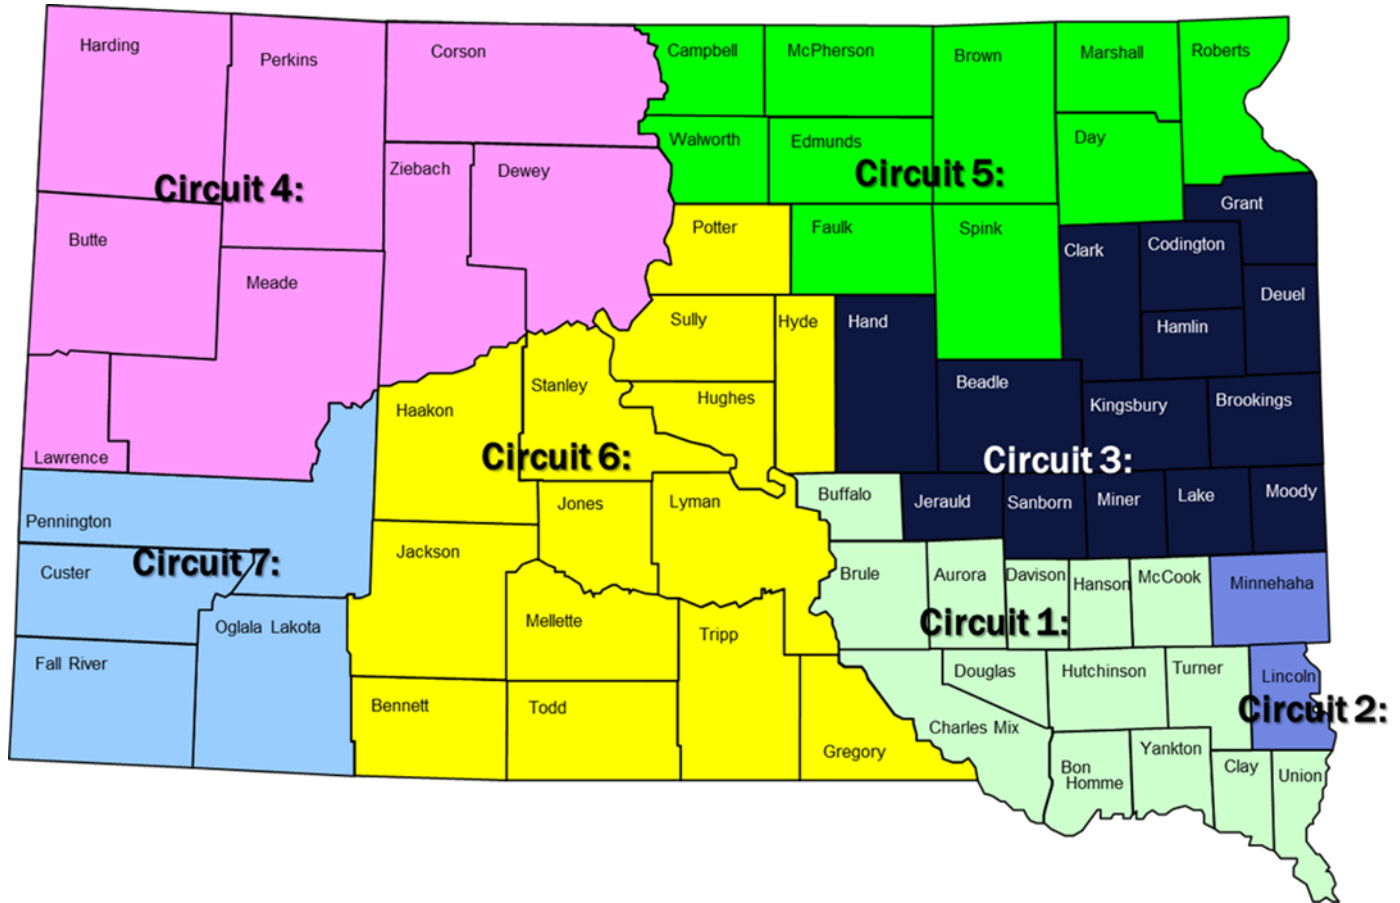 Harding
Perkins
Corson
Campbell
McPherson
Brown
Marshall
Roberts
Walworth
Edmunds
Day
Ziebach
Dewey
Circuit 4:
Circuit 5:
Grant
Butte
Potter
Faulk
Spink
Clark
Codington
Meade
Deuel
Sully
Hyde
Hand
Hamlin
Stanley
Beadle
Haakon
Hughes
Kingsbury
Brookings
Lawrence
Circuit 6:
Circuit 3:
Pennington
Jones
Lyman
Buffalo
Jerauld
Sanborn
Miner
Lake
Moody
Jackson
Circuit 7:
Custer
Brule
Aurora
Davison
Hanson
McCook
Minnehaha
Oglala Lakota
Mellette
Tripp
Circuit 1:
Fall River
Douglas
Hutchinson
Turner
Lincoln
Bennett
Todd
Circuit 2:
Charles Mix
Gregory
Yankton
Bon
Homme
Clay
Union